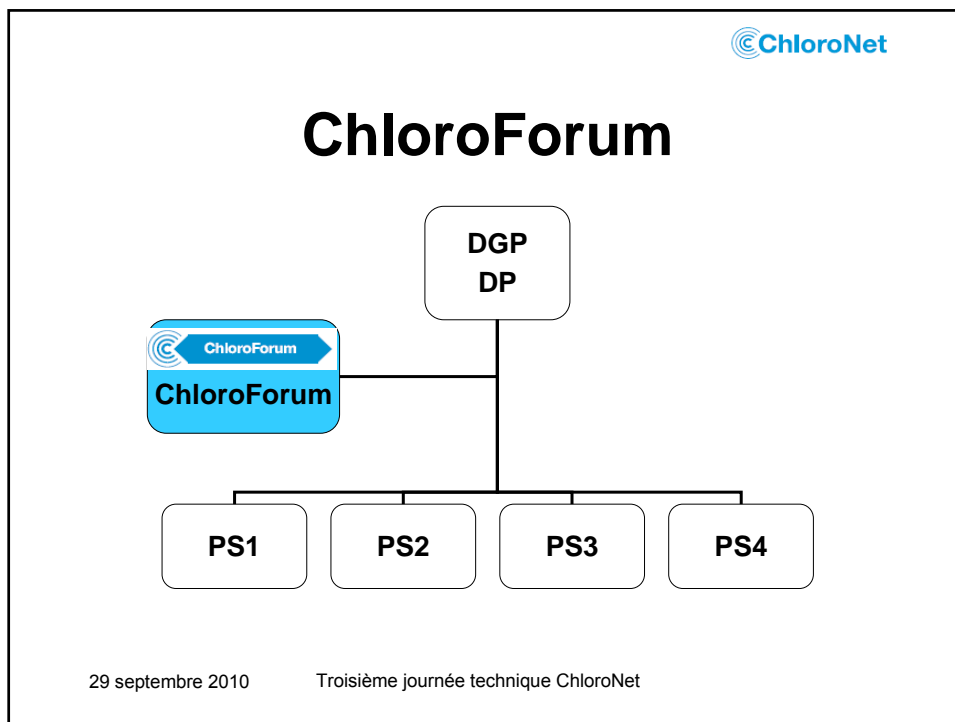 ChloroNet
ChloroForum
DGP
DP
ChloroForum
ChloroForum
PS1 PS2 PS3 PS4
29 septembre 2010 Troisième journée technique ChloroNet